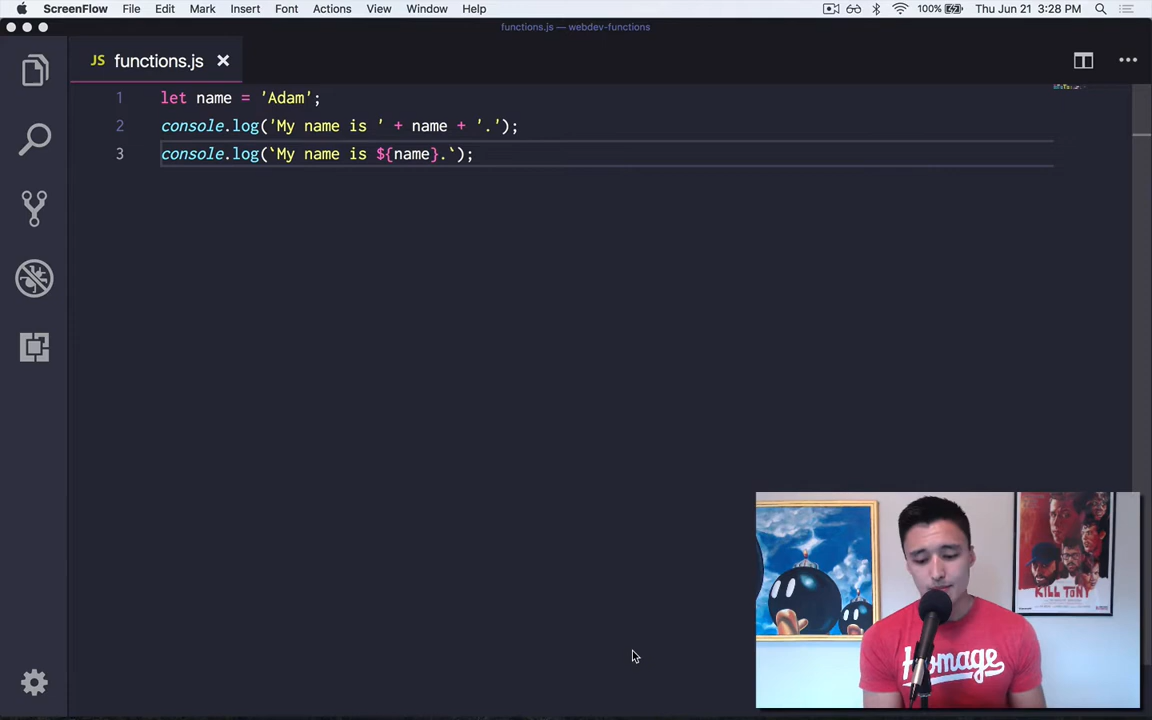 ScreenFlow File Edit Mark Insert Font Actions View Window Help 100% Thu Jun 21 3:28 PM
functions.js — webdev-functions
JS functions.js
1 let name = 'Adam';
2 console.log('My name is ' + name + '.');
3 console.log(`My name is ${name}.`);
KILL TONY
Homage